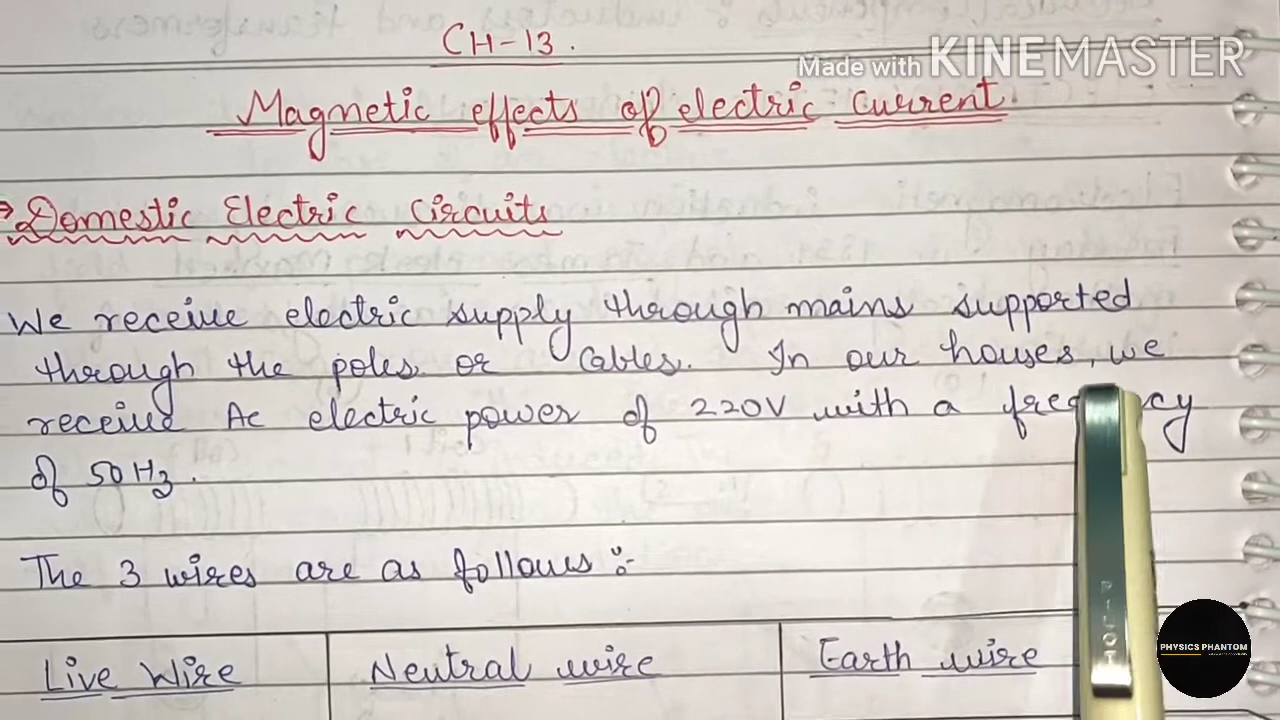 CH-13.
Made with KINEMASTER
Magnetic effects of electric current.
→ Domestic Electric Circuits
We receive electric supply through mains supported
through the poles or Cables. In our houses, we
received Ac electric power of 220V with a
of 50 Hz.
The 3 wires are as follows :-
Live Wire
Neutral wire
Earth wire
PILOT
PHYSICS PHANTOM